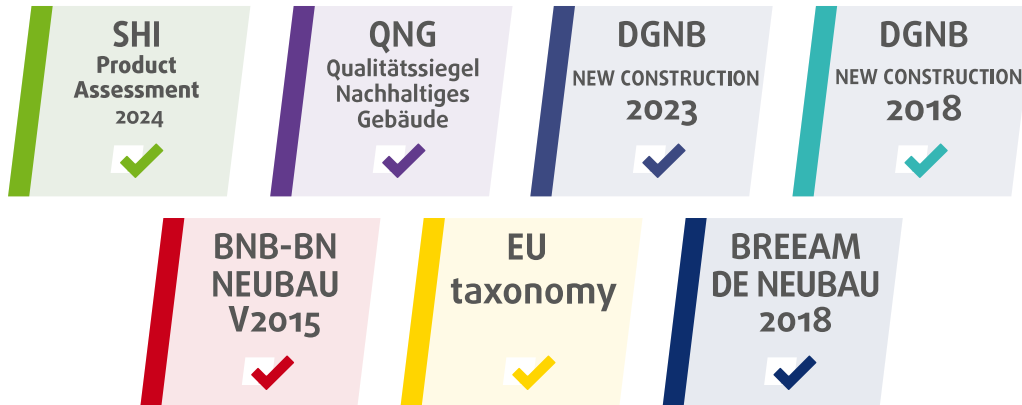 SHI
Product
Assessment
2024
QNG
Qualitätssiegel
Nachhaltiges
Gebäude
DGNB
NEW CONSTRUCTION
2023
DGNB
NEW CONSTRUCTION
2018
BNB-BN
NEUBAU
V2015
EU
taxonomy
BREEAM
DE NEUBAU
2018